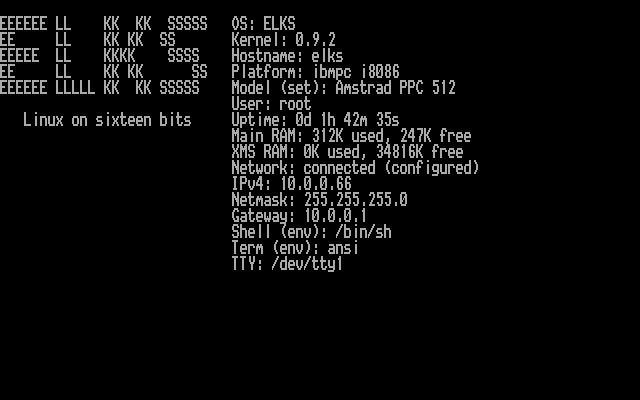 EEEEEE LL    KK  KK  SSSSS   OS: ELKS
EE     LL    KK KK  SS       Kernel: 0.9.2
EEEEE  LL    KKKK    SSSS    Hostname: elks
EE     LL    KK KK      SS   Platform: ibmpc i8086
EEEEEE LLLLL KK  KK SSSSS    Model (set): Amstrad PPC 512
                             User: root
   Linux on sixteen bits     Uptime: 0d 1h 42m 35s
                             Main RAM: 312K used, 247K free
                             XMS RAM: 0K used, 34816K free
                             Network: connected (configured)
                             IPv4: 10.0.0.66
                             Netmask: 255.255.255.0
                             Gateway: 10.0.0.1
                             Shell (env): /bin/sh
                             Term (env): ansi
                             TTY: /dev/tty1